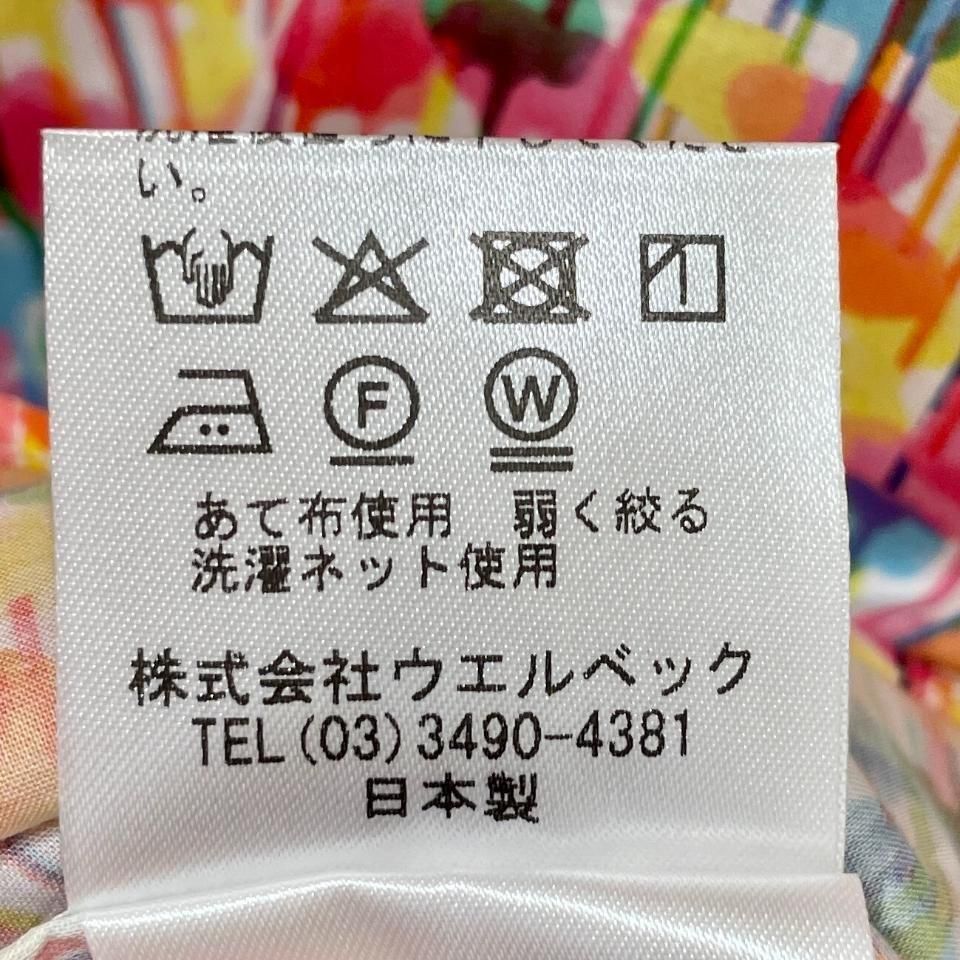 い。
F W
あて布使用 弱く絞る
洗濯ネット使用
株式会社ウエルベック
TEL(03)3490-4381
日本製